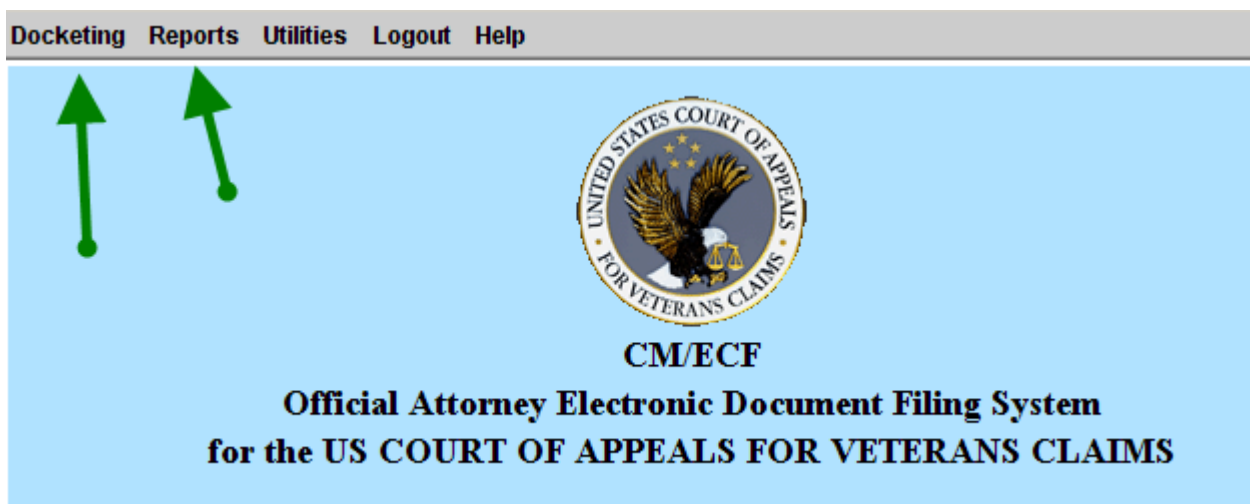 Docketing Reports Utilities Logout Help
UNITED STATES COURT OF APPEALS
• FOR VETERANS CLAIMS •
CM/ECF
Official Attorney Electronic Document Filing System
for the US COURT OF APPEALS FOR VETERANS CLAIMS